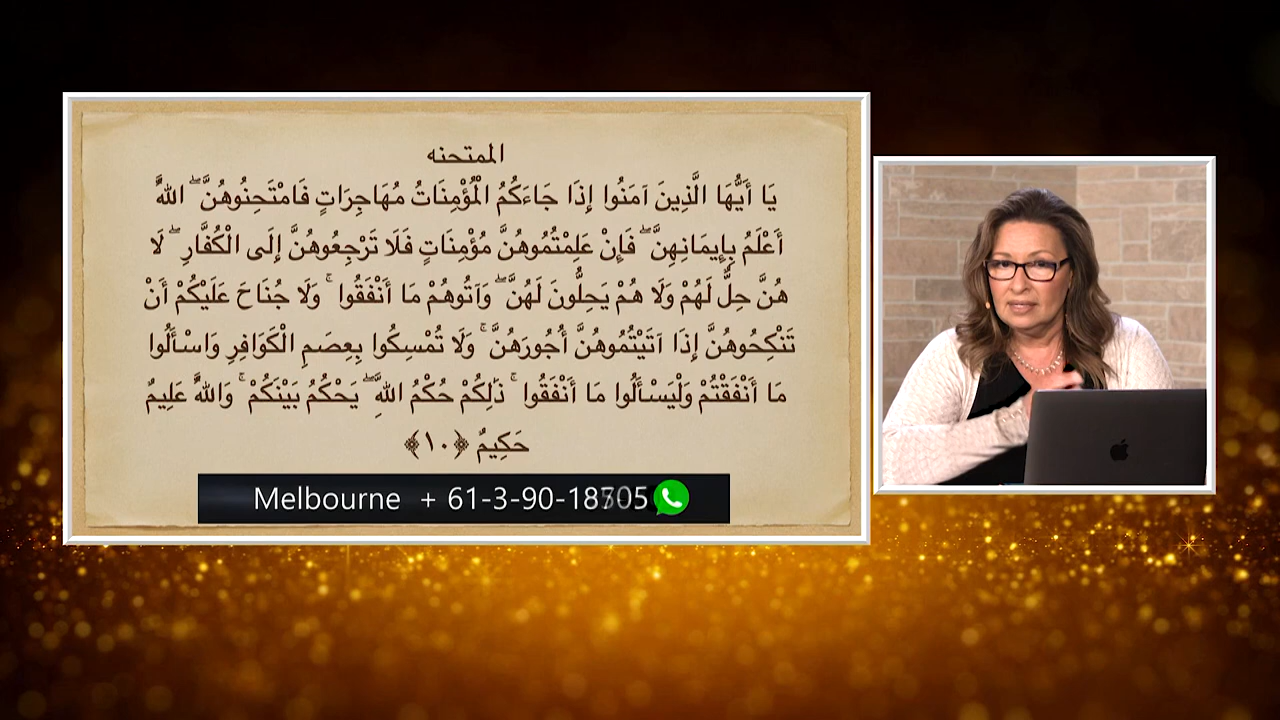 الممتحنه
يَا أَيُّهَا الَّذِينَ آمَنُوا إِذَا جَاءَكُمُ الْمُؤْمِنَاتُ مُهَاجِرَاتٍ فَامْتَحِنُوهُنَّ ۖ اللَّهُ
أَعْلَمُ بِإِيمَانِهِنَّ ۖ فَإِنْ عَلِمْتُمُوهُنَّ مُؤْمِنَاتٍ فَلَا تَرْجِعُوهُنَّ إِلَى الْكُفَّارِ ۖ لَا
هُنَّ حِلٌّ لَهُمْ وَلَا هُمْ يَحِلُّونَ لَهُنَّ ۖ وَآتُوهُمْ مَا أَنْفَقُوا ۚ وَلَا جُنَاحَ عَلَيْكُمْ أَنْ
تَنْكِحُوهُنَّ إِذَا آتَيْتُمُوهُنَّ أُجُورَهُنَّ ۚ وَلَا تُمْسِكُوا بِعِصَمِ الْكَوَافِرِ وَاسْأَلُوا
مَا أَنْفَقْتُمْ وَلْيَسْأَلُوا مَا أَنْفَقُوا ۚ ذَٰلِكُمْ حُكْمُ اللَّهِ ۖ يَحْكُمُ بَيْنَكُمْ ۚ وَاللَّهُ عَلِيمٌ
حَكِيمٌ ﴿١٠﴾
Melbourne